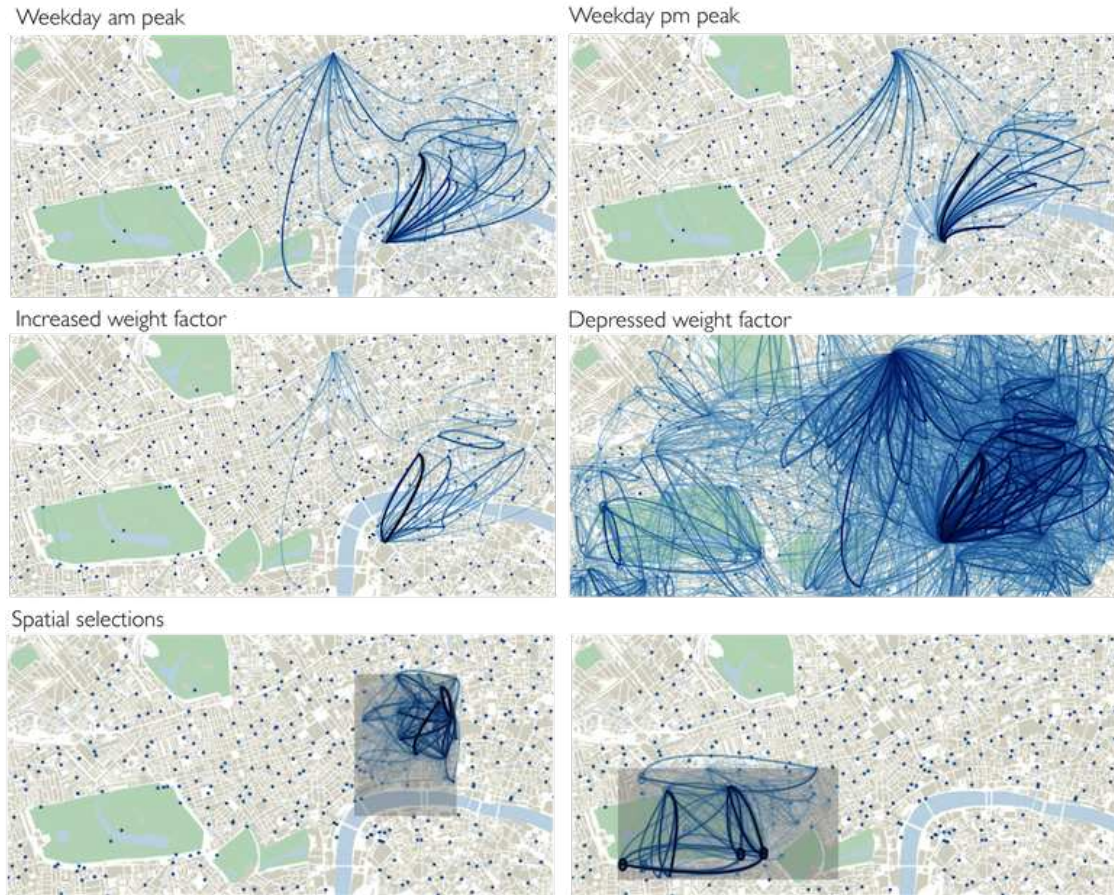 Weekday am peak
Weekday pm peak
Increased weight factor
Depressed weight factor
Spatial selections